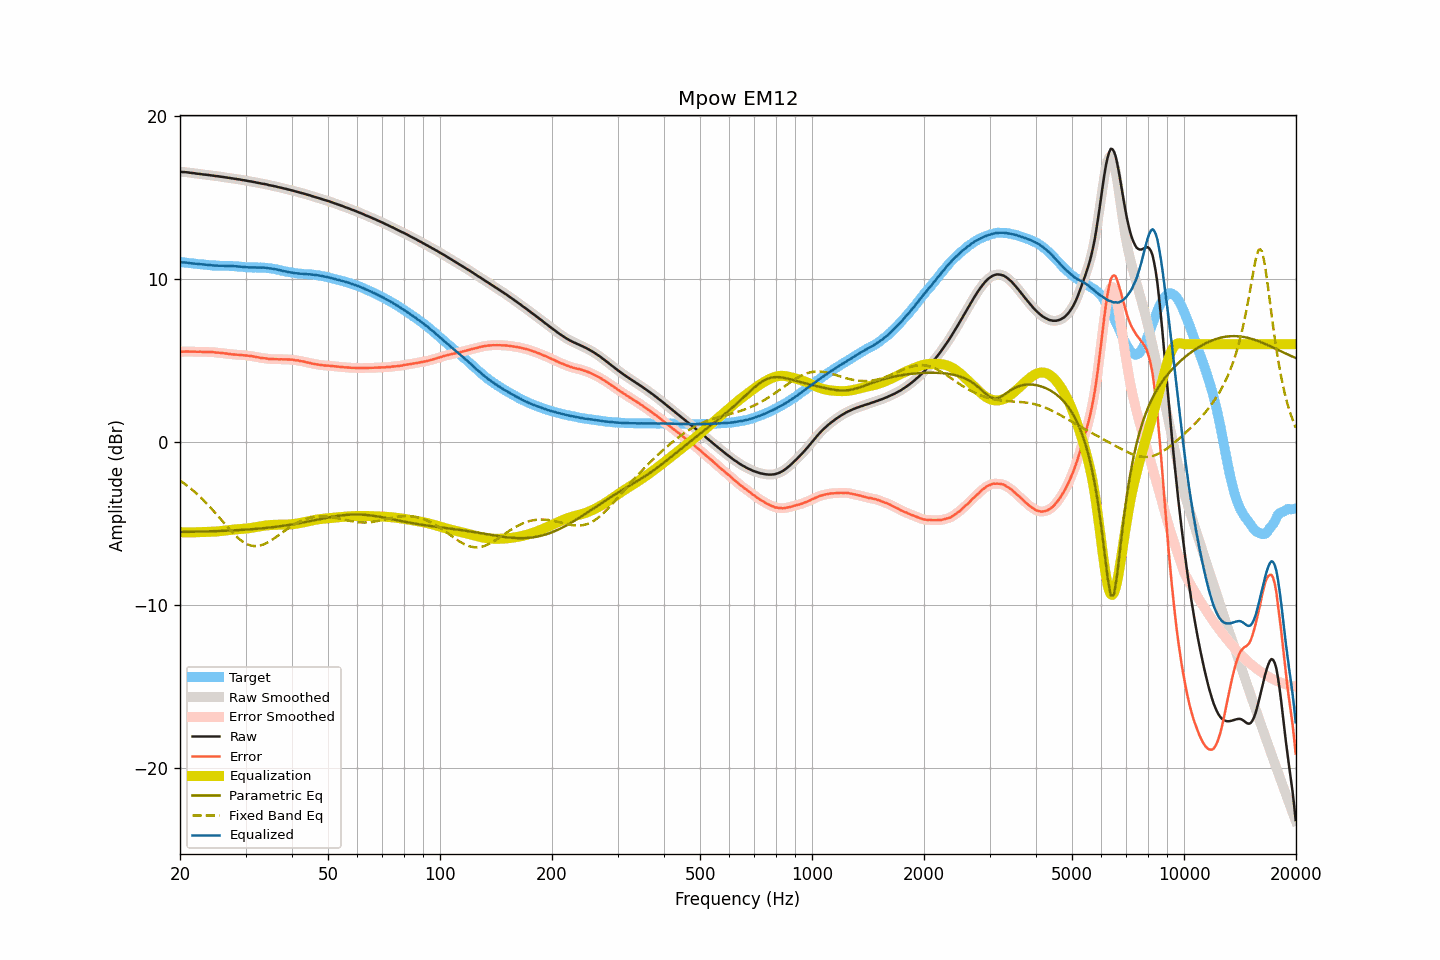 Mpow EM12
20
10
0
−10
−20
Amplitude (dBr)
Target
Raw Smoothed
Error Smoothed
Raw
Error
Equalization
Parametric Eq
Fixed Band Eq
Equalized
20 50 100 200 500 1000 2000 5000 10000 20000
Frequency (Hz)